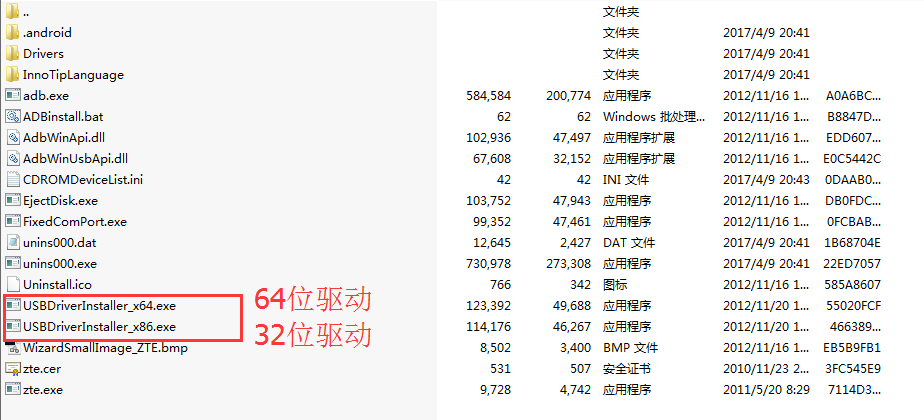 .. 文件夹
.android 文件夹 2017/4/9 20:41
Drivers 文件夹 2017/4/9 20:41
InnoTipLanguage 文件夹 2017/4/9 20:41
adb.exe 584,584 200,774 应用程序 2012/11/16 1... A0A6BC...
ADBinstall.bat 62 62 Windows 批处理... 2012/11/16 1... B8847D...
AdbWinApi.dll 102,936 47,497 应用程序扩展 2012/11/16 1... EDD607...
AdbWinUsbApi.dll 67,608 32,152 应用程序扩展 2012/11/16 1... E0C5442C
CDROMDeviceList.ini 42 42 INI 文件 2017/4/9 20:43 0DAAB0...
EjectDisk.exe 103,752 47,943 应用程序 2012/11/16 1... DB0FDC...
FixedComPort.exe 99,352 47,461 应用程序 2012/11/16 1... 0FCBAB...
unins000.dat 12,645 2,427 DAT 文件 2017/4/9 20:41 1B68704E
unins000.exe 730,978 273,308 应用程序 2017/4/9 20:41 22ED7057
Uninstall.ico 766 342 图标 2012/11/16 1... 585A8607
USBDriverInstaller_x64.exe 64位驱动 123,392 49,688 应用程序 2012/11/20 1... 55020FCF
USBDriverInstaller_x86.exe 32位驱动 114,176 46,267 应用程序 2012/11/20 1... 466389...
WizardSmallImage_ZTE.bmp 8,502 3,400 BMP 文件 2012/11/16 1... EB5B9FB1
zte.cer 531 507 安全证书 2010/11/23 2... 3FC545E9
zte.exe 9,728 4,742 应用程序 2011/5/20 8:29 7114D3...